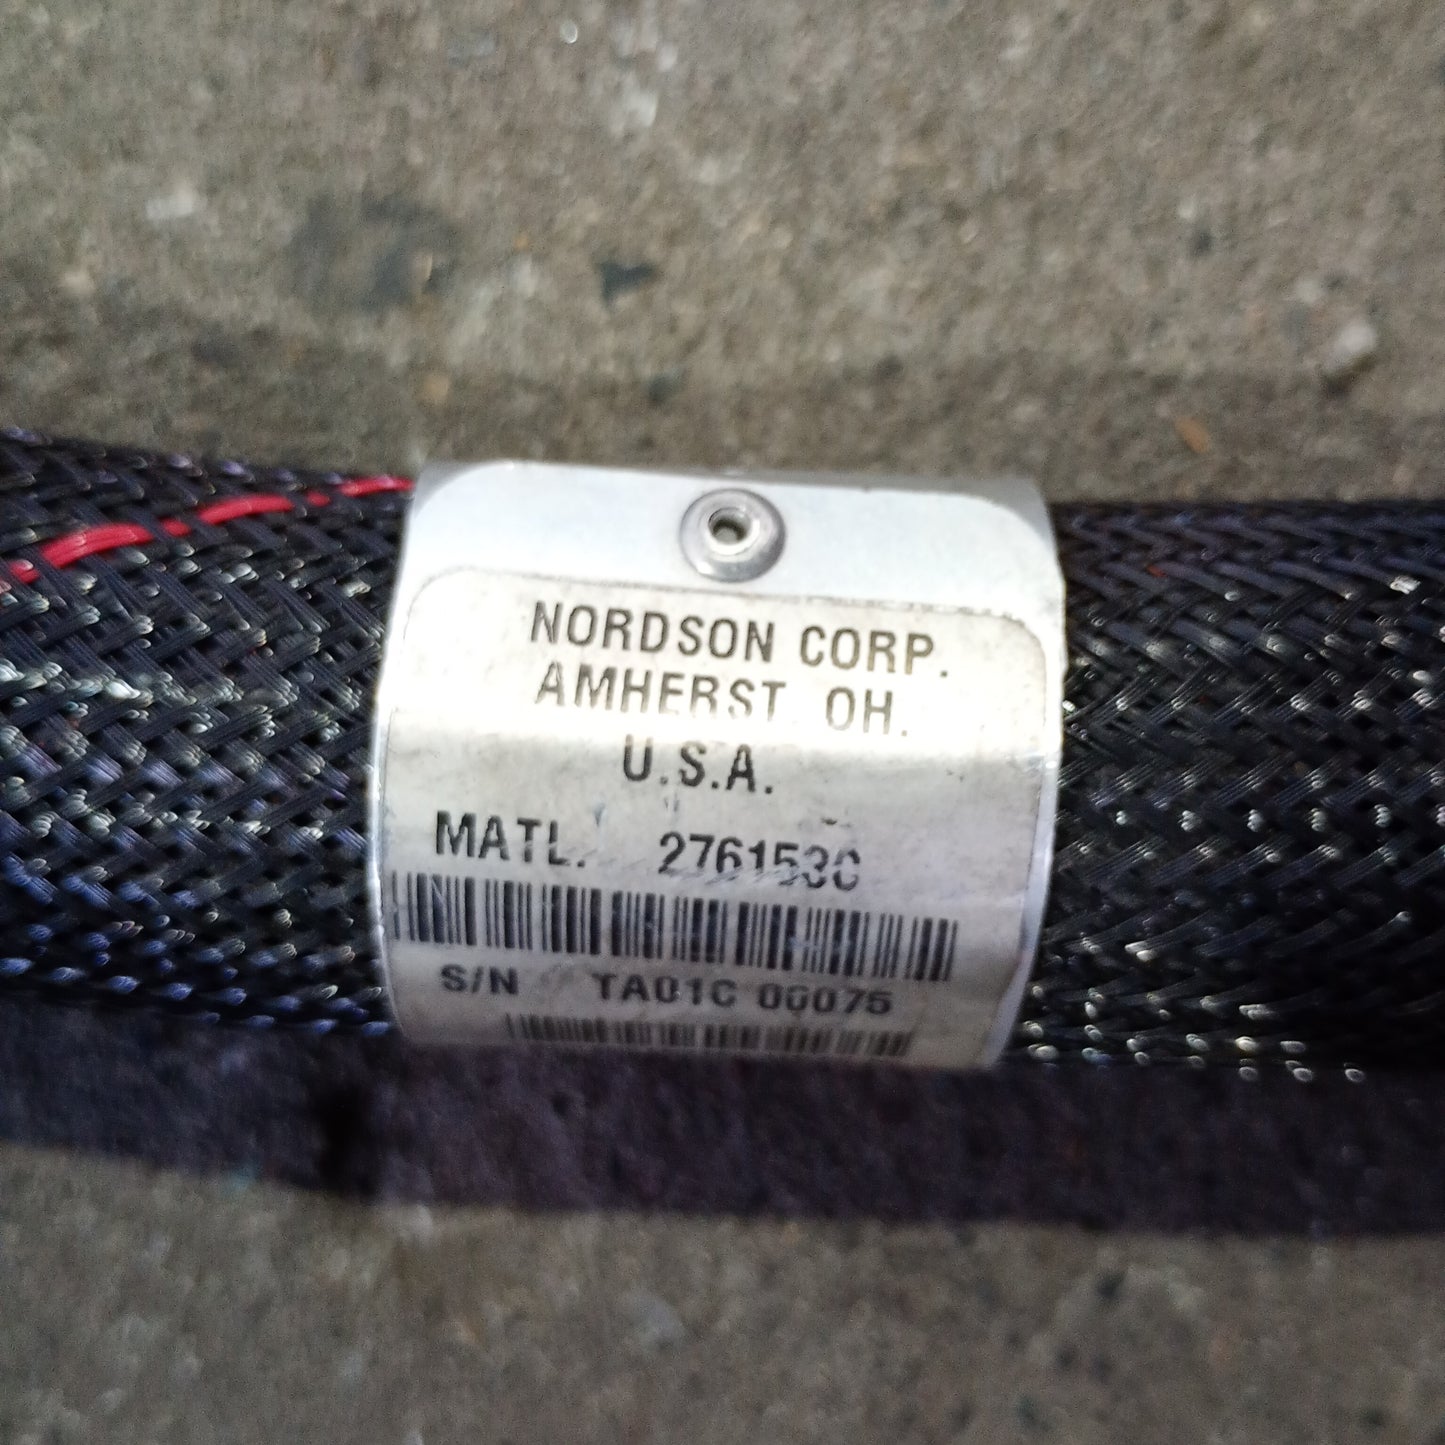 NORDSON CORP.
AMHERST, OH.
U.S.A.
MATL. 276153C
S/N TA01C 00075